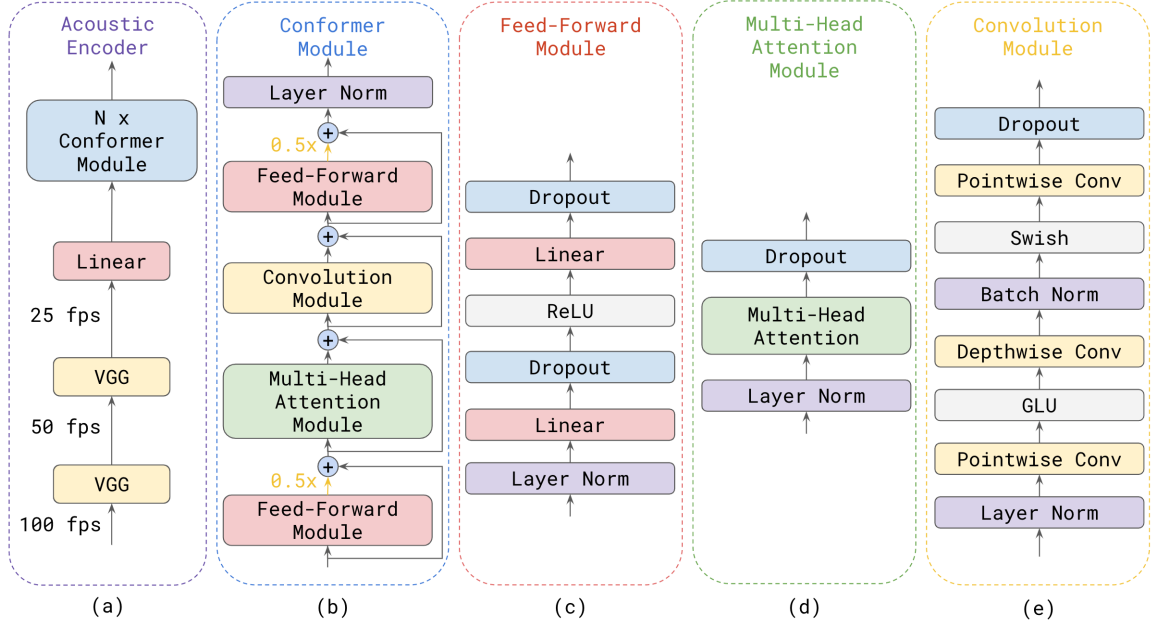 Acoustic
Encoder
N x
Conformer
Module
Linear
25 fps
VGG
50 fps
VGG
100 fps
(a)
Conformer
Module
Layer Norm
+
0.5x
Feed-Forward
Module
+
Convolution
Module
+
Multi-Head
Attention
Module
+
0.5x
Feed-Forward
Module
(b)
Feed-Forward
Module
Dropout
Linear
ReLU
Dropout
Linear
Layer Norm
(c)
Multi-Head
Attention
Module
Dropout
Multi-Head
Attention
Layer Norm
(d)
Convolution
Module
Dropout
Pointwise Conv
Swish
Batch Norm
Depthwise Conv
GLU
Pointwise Conv
Layer Norm
(e)